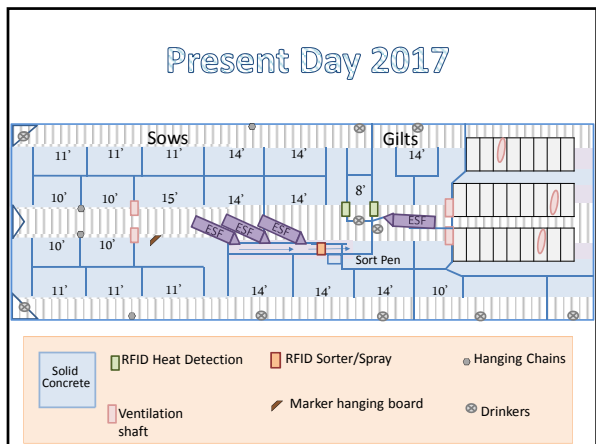 Present Day 2017
Sows
Gilts
11’ 11’ 11’ 14’ 14’ 14’
8’
10’ 10’ 15’ 14’ 14’
ESF ESF ESF ESF
10’ 10’
Sort Pen
11’ 11’ 11’ 14’ 14’ 14’ 14’ 10’
Solid Concrete
RFID Heat Detection
RFID Sorter/Spray
Hanging Chains
Ventilation shaft
Marker hanging board
Drinkers